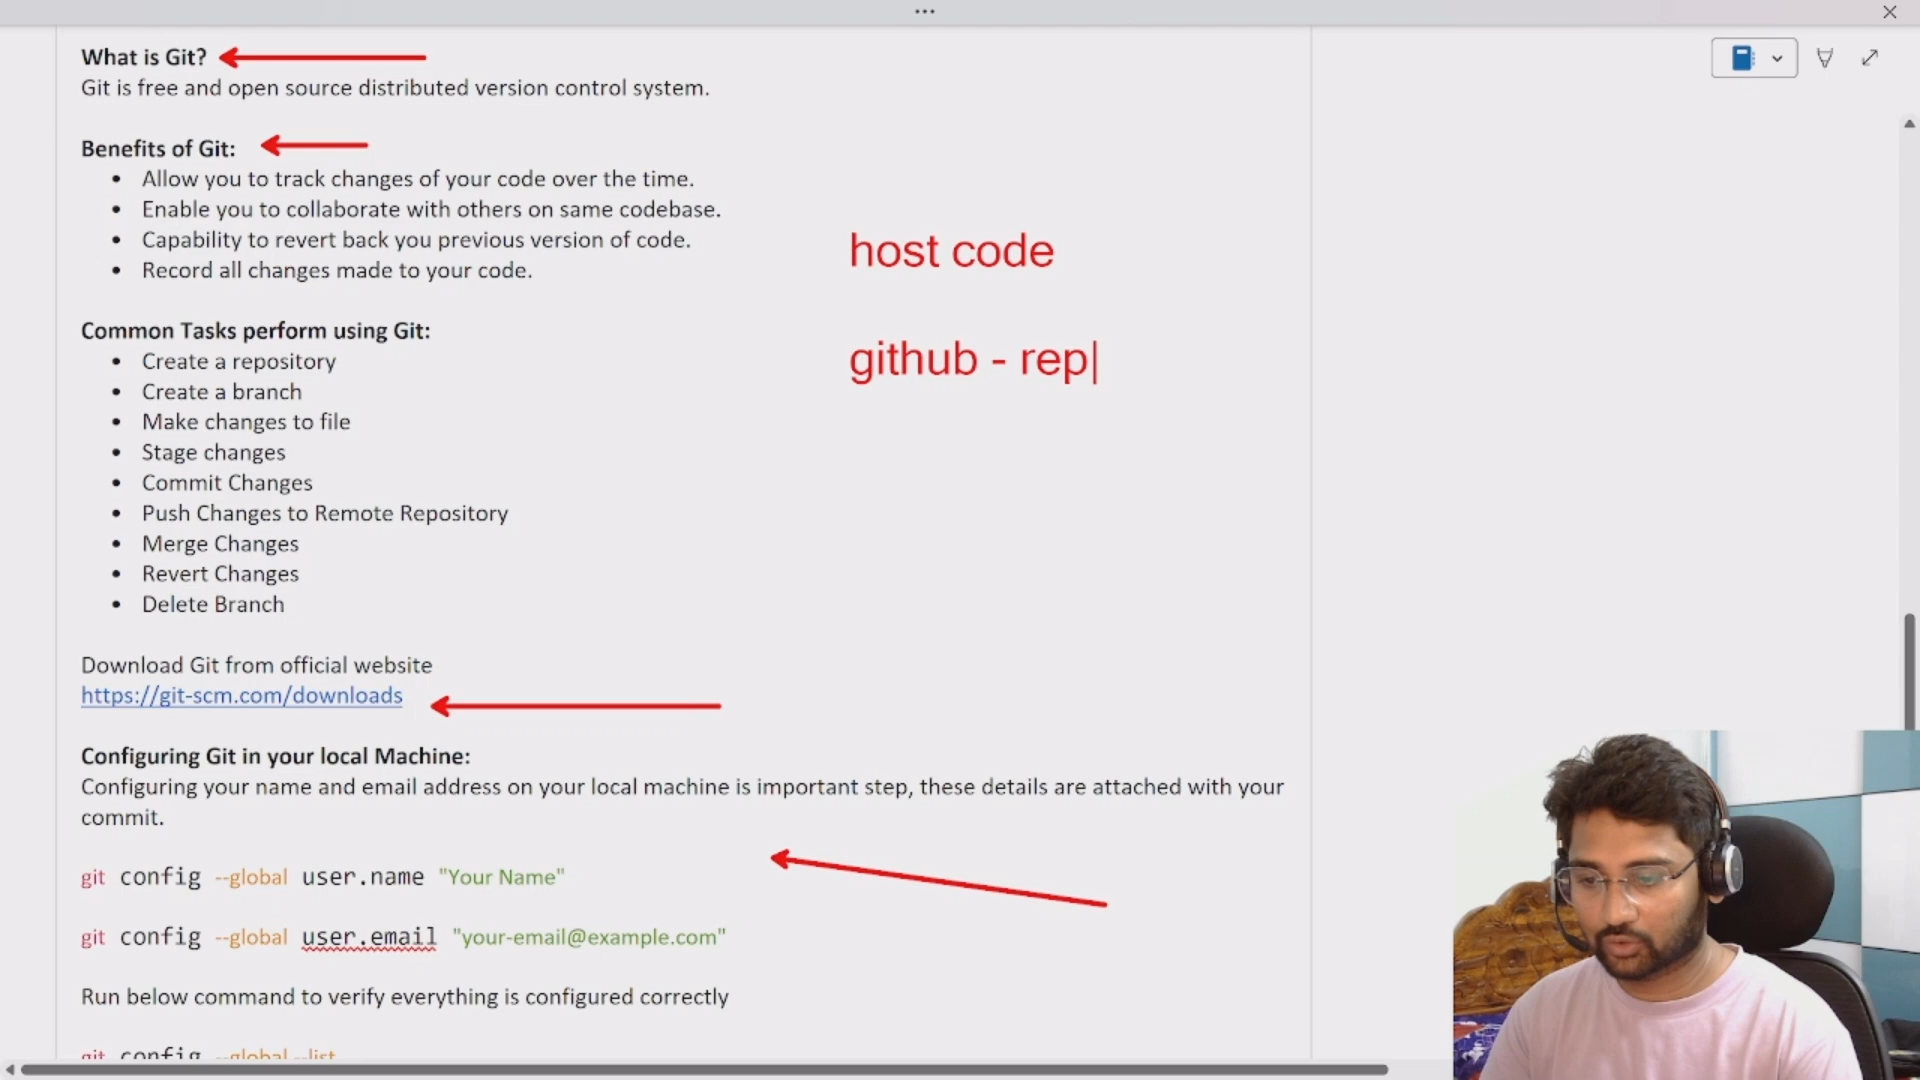 What is Git?
Git is free and open source distributed version control system.
Benefits of Git:
• Allow you to track changes of your code over the time.
• Enable you to collaborate with others on same codebase.
• Capability to revert back you previous version of code.
• Record all changes made to your code.
host code
github - rep
Common Tasks perform using Git:
• Create a repository
• Create a branch
• Make changes to file
• Stage changes
• Commit Changes
• Push Changes to Remote Repository
• Merge Changes
• Revert Changes
• Delete Branch
Download Git from official website
https://git-scm.com/downloads
Configuring Git in your local Machine:
Configuring your name and email address on your local machine is important step, these details are attached with your
commit.
git config --global user.name "Your Name"
git config --global user.email "your-email@example.com"
Run below command to verify everything is configured correctly
git config --global --list